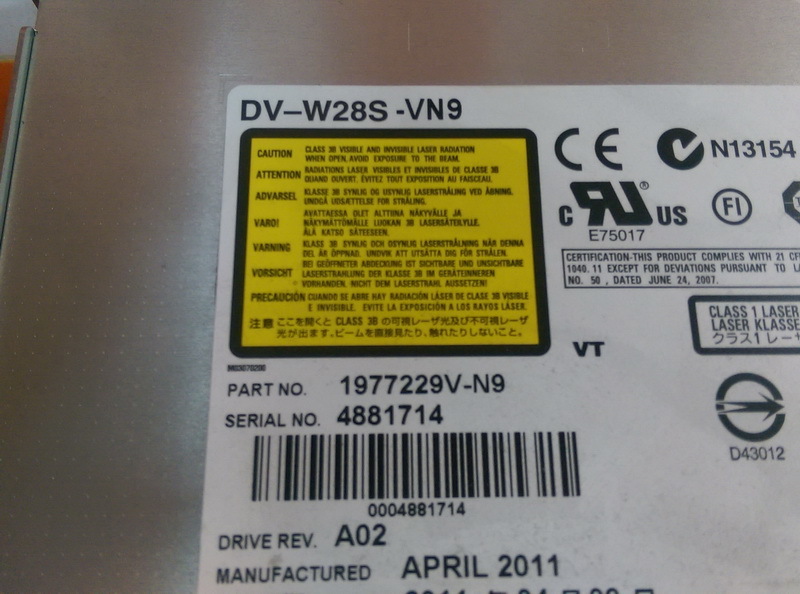 DV-W28S -VN9
CAUTION CLASS 3B VISIBLE AND INVISIBLE LASER RADIATION
WHEN OPEN, AVOID EXPOSURE TO THE BEAM.
ATTENTION RADIATIONS LASER VISIBLES ET INVISIBLES DE CLASSE 3B
QUAND OUVERT. EVITEZ TOUT EXPOSITION AU FAISCEAU.
ADVARSEL KLASSE 3B SYNLIG OG USYNLIG LASERSTRÅLING VED ÅBNING.
UNDGÅ UDSÆTTELSE FOR STRÅLING.
VARO! AVATTAESSA OLET ALTTIINA NÄKYVÄLLE JA
NÄKYMÄTTÖMÄLLE LUOKAN 3B LASERSÄTEILYLLE.
ÄLÄ KATSO SÄTEESEEN.
VARNING KLASS 3B SYNLIG OCH OSYNLIG LASERSTRÅLNING NÄR DENNA
DEL ÄR ÖPPNAD. UNDVIK ATT UTSÄTTA DIG FÖR STRÅLEN.
VORSICHT BEI GEÖFFNETER ABDECKUNG IST SICHTBARE UND UNSICHTBARE
LASERSTRAHLUNG DER KLASSE 3B IM GERÄTEINNEREN
VORHANDEN. NICHT DEM LASERSTRAHL AUSSETZEN!
PRECAUCIÓN CUANDO SE ABRE HAY RADIACIÓN LÁSER DE CLASE 3B VISIBLE
E INVISIBLE. EVITE LA EXPOSICIÓN A LOS RAYOS LÁSER.
注意 ここを開くと CLASS 3B の可視レーザ光及び不可視レーザ
光が出ます。ビームを直接見たり、触れたりしないこと。
CE N13154
C RU ® US FI
E75017
CERTIFICATION-THIS PRODUCT COMPLIES WITH 21 CF
1040. 11 EXCEPT FOR DEVIATIONS PURSUANT TO LA
NO. 50 , DATED JUNE 24, 2007.
CLASS 1 LASER
LASER KLASSE
クラス1 レー
VT
D43012
M03070200
PART NO. 1977229V-N9
SERIAL NO. 4881714
0004881714
DRIVE REV. A02
MANUFACTURED APRIL 2011